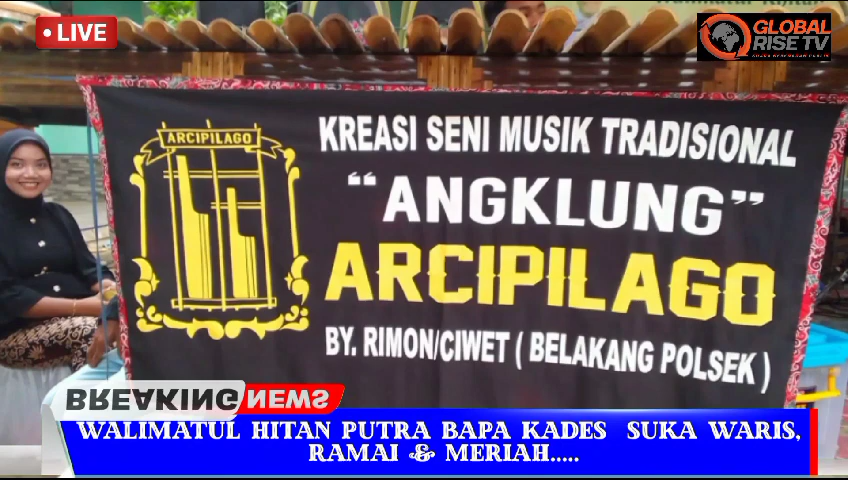 LIVE
GLOBAL
RISE TV
ARCIPILAGO
KREASI SENI MUSIK TRADISIONAL
"ANGKLUNG"
ARCIPILAGO
BY. RIMON/CIWET ( BELAKANG POLSEK )
BREAKING NEWS
WALIMATUL HITAN PUTRA BAPA KADES SUKA WARIS,
RAMAI & MERIAH.....